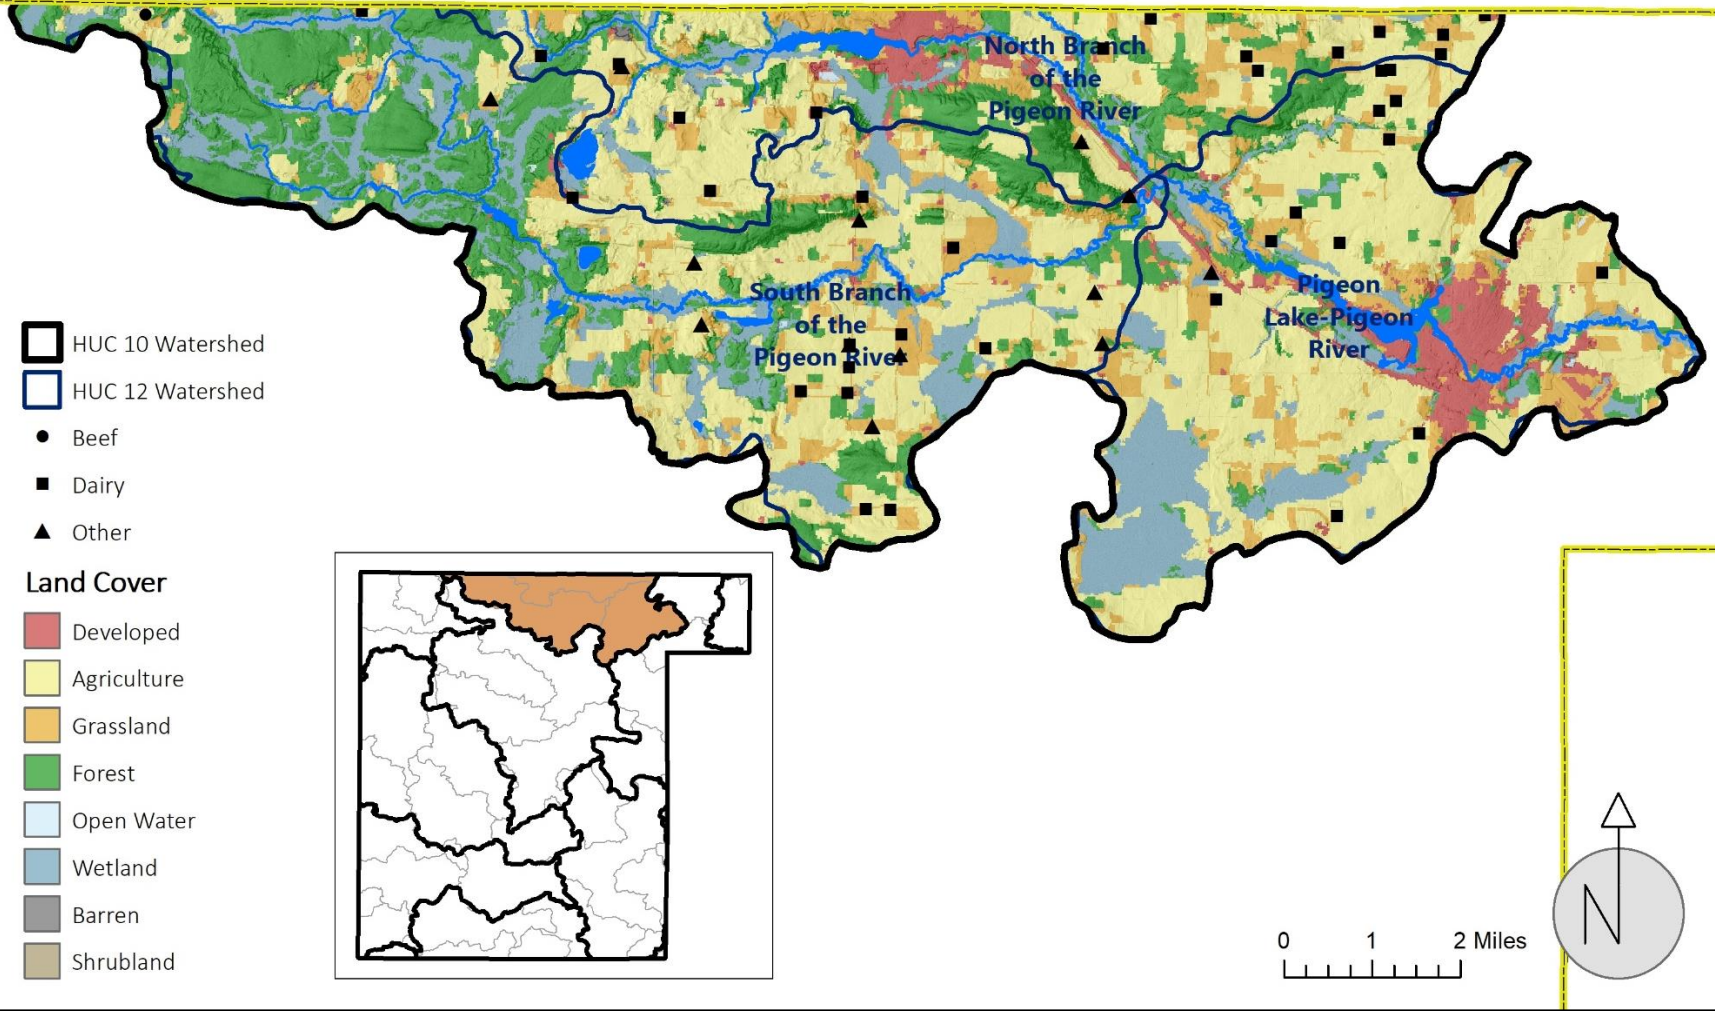 North Branch
of the
Pigeon River
South Branch
of the
Pigeon River
Pigeon
Lake-Pigeon
River
HUC 10 Watershed
HUC 12 Watershed
Beef
Dairy
Other
Land Cover
Developed
Agriculture
Grassland
Forest
Open Water
Wetland
Barren
Shrubland
0 1 2 Miles
N